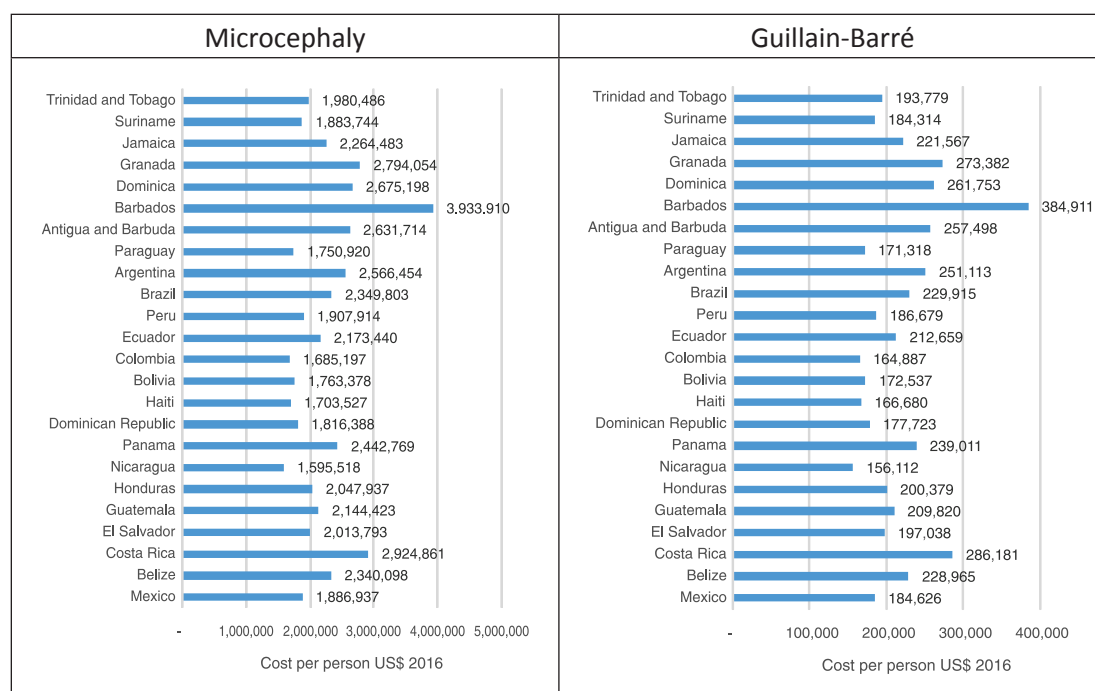 Microcephaly
Trinidad and Tobago 1,980,486
Suriname 1,883,744
Jamaica 2,264,483
Granada 2,794,054
Dominica 2,675,198
Barbados 3.933.910
Antigua and Barbuda 2,631,714
Paraguay 1,750,920
Argentina 2,566,454
Brazil 2,349,803
Peru 1,907,914
Ecuador 2,173,440
Colombia 1,685,197
Bolivia 1,763,378
Haiti 1,703,527
Dominican Republic 1,816,388
Panama 2,442,769
Nicaragua 1,595,518
Honduras 2,047,937
Guatemala 2,144,423
El Salvador 2,013,793
Costa Rica 2,924,861
Belize 2,340,098
Mexico 1,886,937
- 1,000,000 2,000,000 3,000,000 4,000,000 5,000,000
Cost per person US$ 2016
Guillain-Barré
Trinidad and Tobago 193,779
Suriname 184,314
Jamaica 221,567
Granada 273,382
Dominica 261,753
Barbados 384,911
Antigua and Barbuda 257,498
Paraguay 171,318
Argentina 251,113
Brazil 229,915
Peru 186,679
Ecuador 212,659
Colombia 164,887
Bolivia 172,537
Haiti 166,680
Dominican Republic 177,723
Panama 239,011
Nicaragua 156,112
Honduras 200,379
Guatemala 209,820
El Salvador 197,038
Costa Rica 286,181
Belize 228,965
Mexico 184,626
- 100,000 200,000 300,000 400,000
Cost per person US$ 2016